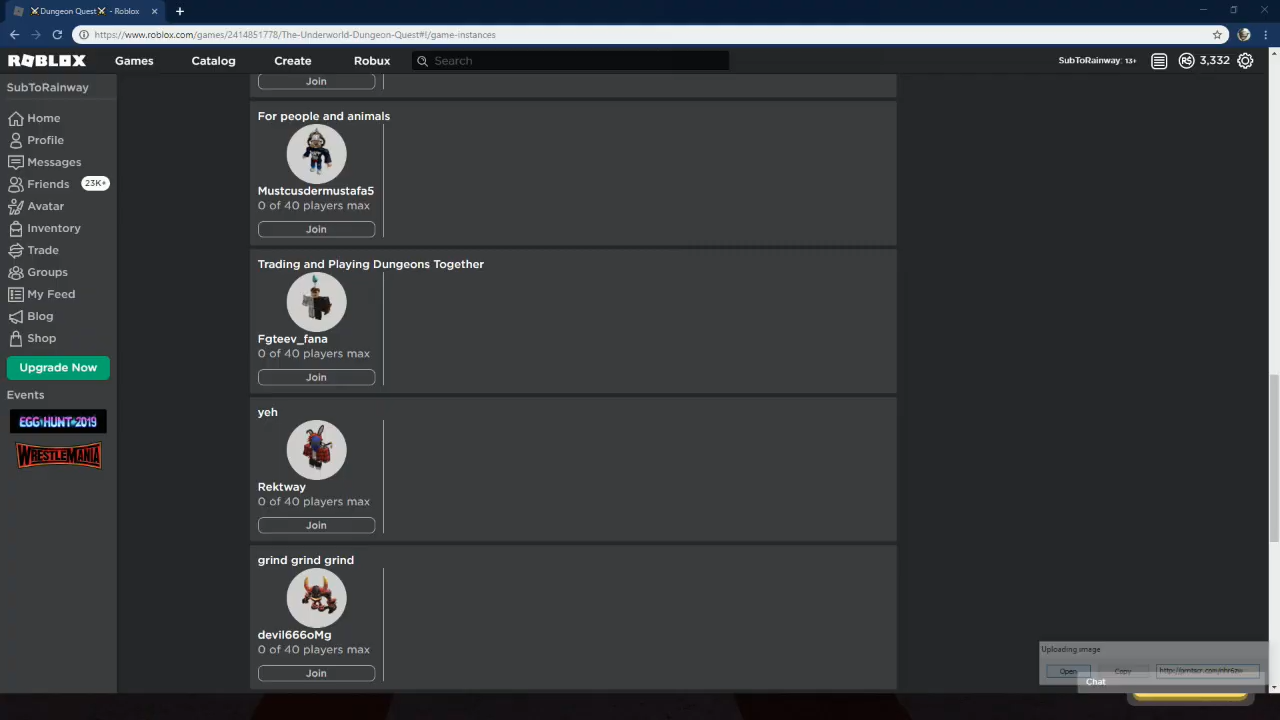 ⚔Dungeon Quest⚔ - Roblox
https://www.roblox.com/games/2414851778/The-Underworld-Dungeon-Quest#!/game-instances
ROBLOX Games Catalog Create Robux Search SubToRainway: 13+ R$ 3,332
SubToRainway
Home
Profile
Messages
Friends 23K+
Avatar
Inventory
Trade
Groups
My Feed
Blog
Shop
Upgrade Now
Events
EGG HUNT 2019
WRESTLEMANIA
Join
For people and animals
Mustcusdermustafa5
0 of 40 players max
Join
Trading and Playing Dungeons Together
Fgteev_fana
0 of 40 players max
Join
yeh
Rektway
0 of 40 players max
Join
grind grind grind
devil666oMg
0 of 40 players max
Join
Uploading image
Open Copy
Chat